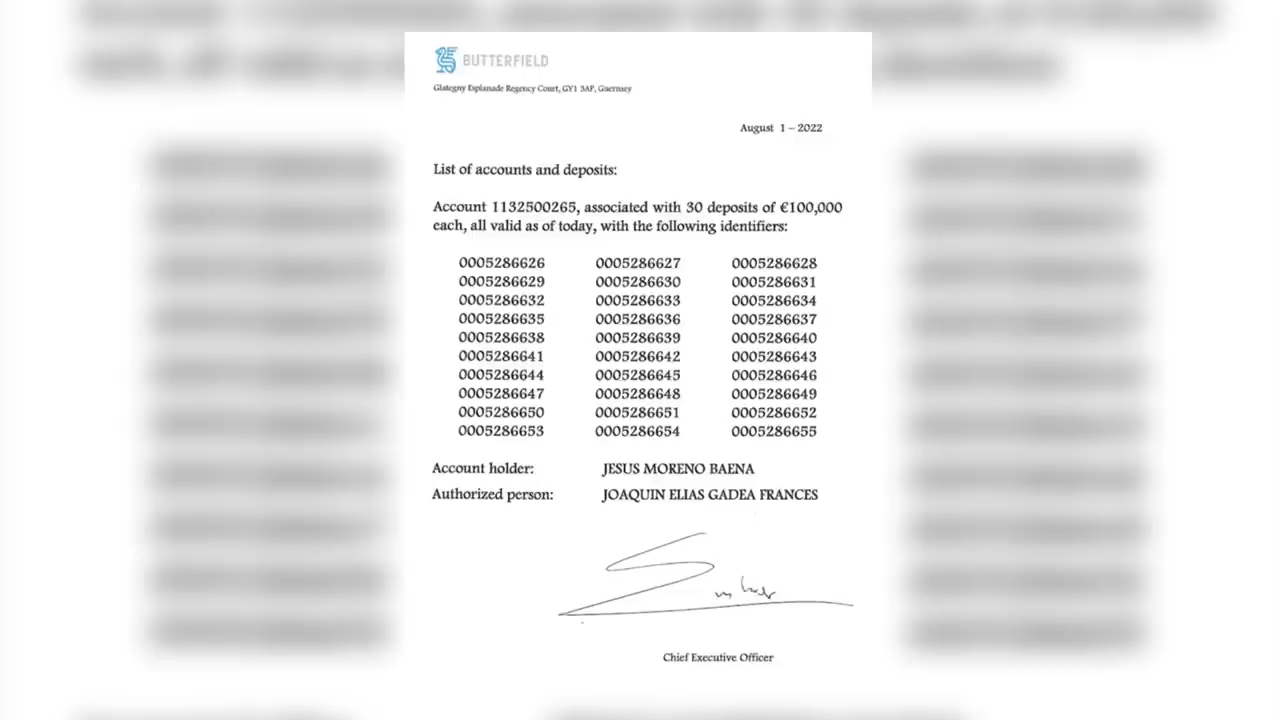 BUTTERFIELD
Glategny Esplanade Regency Court, GY1 3AP, Guernsey
August 1 – 2022
List of accounts and deposits:
Account 1132500265, associated with 30 deposits of €100,000
each, all valid as of today, with the following identifiers:
0005286626 0005286627 0005286628
0005286629 0005286630 0005286631
0005286632 0005286633 0005286634
0005286635 0005286636 0005286637
0005286638 0005286639 0005286640
0005286641 0005286642 0005286643
0005286644 0005286645 0005286646
0005286647 0005286648 0005286649
0005286650 0005286651 0005286652
0005286653 0005286654 0005286655
Account holder: JESUS MORENO BAENA
Authorized person: JOAQUIN ELIAS GADEA FRANCES
Chief Executive Officer